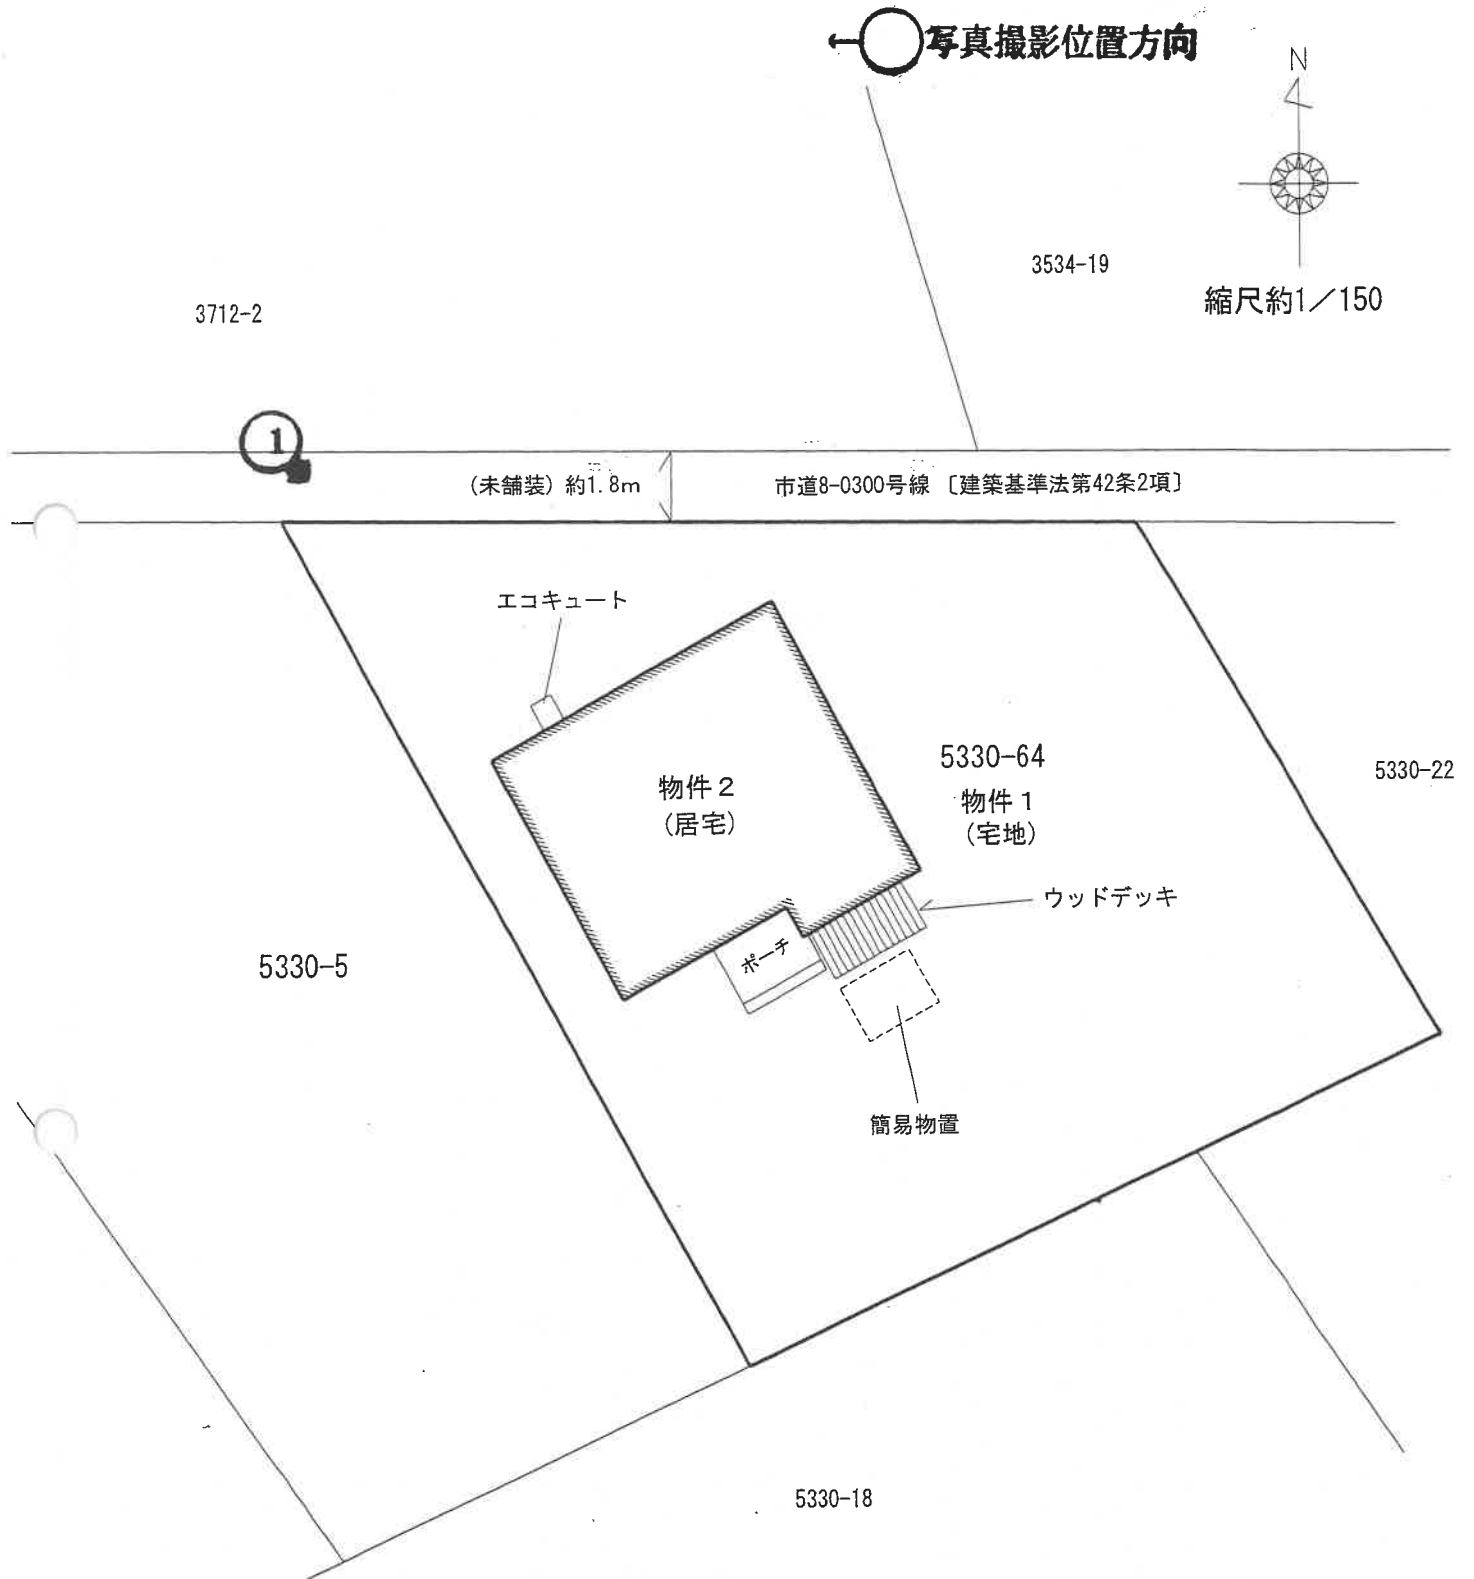 写真撮影位置方向
N
3534-19
縮尺約1／150
3712-2
1
(未舗装) 約1.8m
市道8-0300号線 〔建築基準法第42条2項〕
エコキュート
5330-64
物件1
(宅地)
5330-22
物件2
(居宅)
ウッドデッキ
ポーチ
5330-5
簡易物置
5330-18